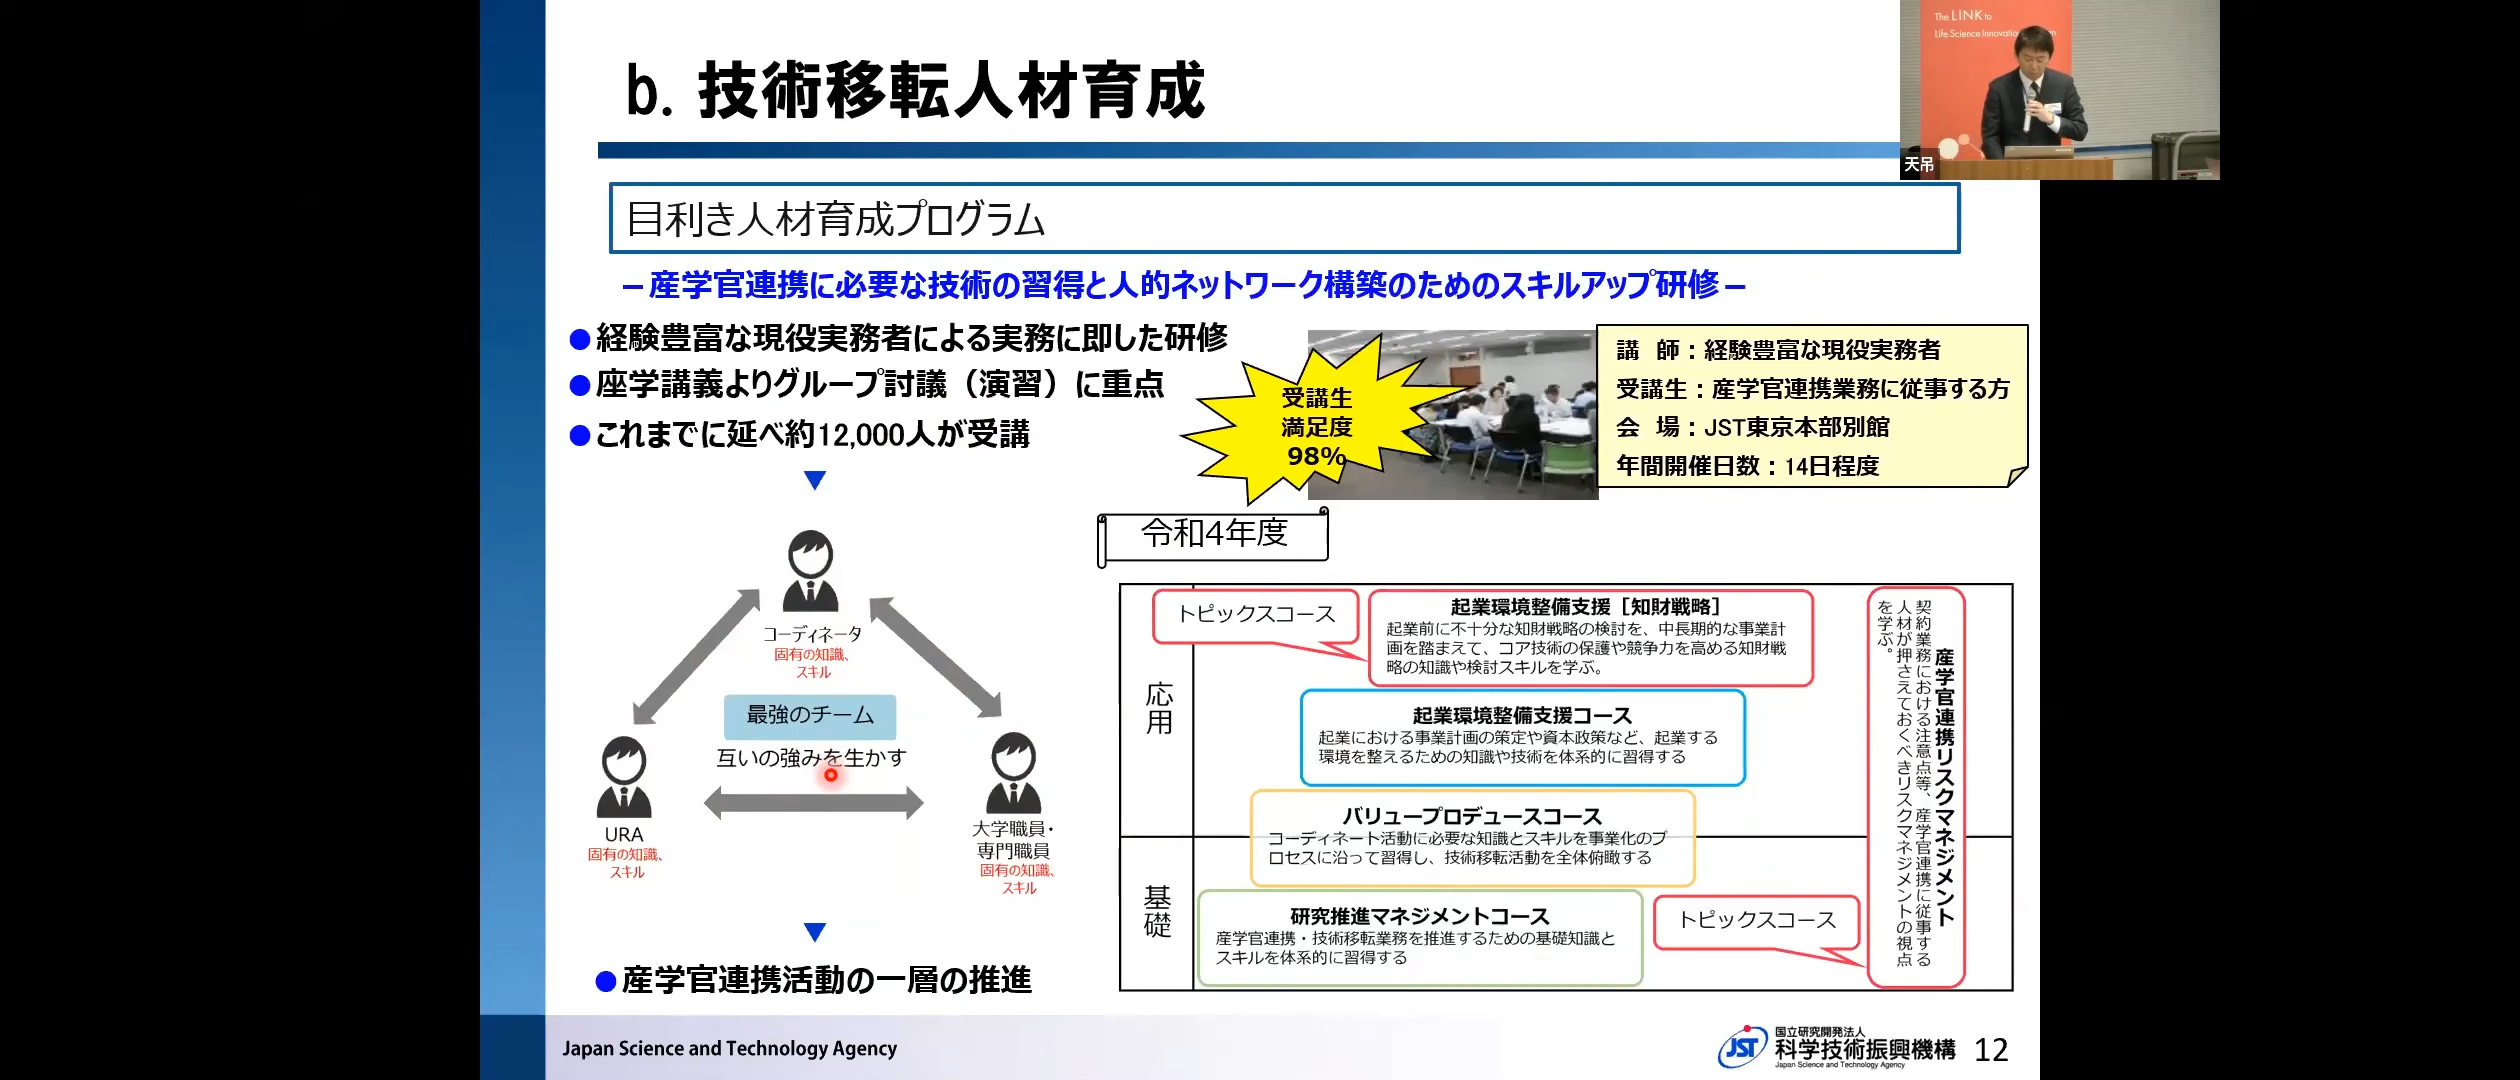 The LINK to
Life Science Innovation
天吊
b. 技術移転人材育成
目利き人材育成プログラム
－産学官連携に必要な技術の習得と人的ネットワーク構築のためのスキルアップ研修－
●経験豊富な現役実務者による実務に即した研修
●座学講義よりグループ討議（演習）に重点
●これまでに延べ約12,000人が受講
受講生
満足度
98%
講　師：経験豊富な現役実務者
受講生：産学官連携業務に従事する方
会　場：JST東京本部別館
年間開催日数：14日程度
コーディネータ
固有の知識、
スキル
最強のチーム
互いの強みを生かす
URA
固有の知識、
スキル
大学職員・
専門職員
固有の知識、
スキル
●産学官連携活動の一層の推進
令和4年度
応用
基礎
トピックスコース
起業環境整備支援［知財戦略］
起業前に不十分な知財戦略の検討を、中長期的な事業計
画を踏まえて、コア技術の保護や競争力を高める知財戦
略の知識や検討スキルを学ぶ。
起業環境整備支援コース
起業における事業計画の策定や資本政策など、起業する
環境を整えるための知識や技術を体系的に習得する
バリュープロデュースコース
コーディネート活動に必要な知識とスキルを事業化のプ
ロセスに沿って習得し、技術移転活動を全体俯瞰する
研究推進マネジメントコース
産学官連携・技術移転業務を推進するための基礎知識と
スキルを体系的に習得する
トピックスコース
産学官連携リスクマネジメント
契約業務における注意点等、産学官連携に従事する
人材が押さえておくべきリスクマネジメントの視点
を学ぶ。
Japan Science and Technology Agency
JST
国立研究開発法人
科学技術振興機構
Japan Science and Technology Agency
12